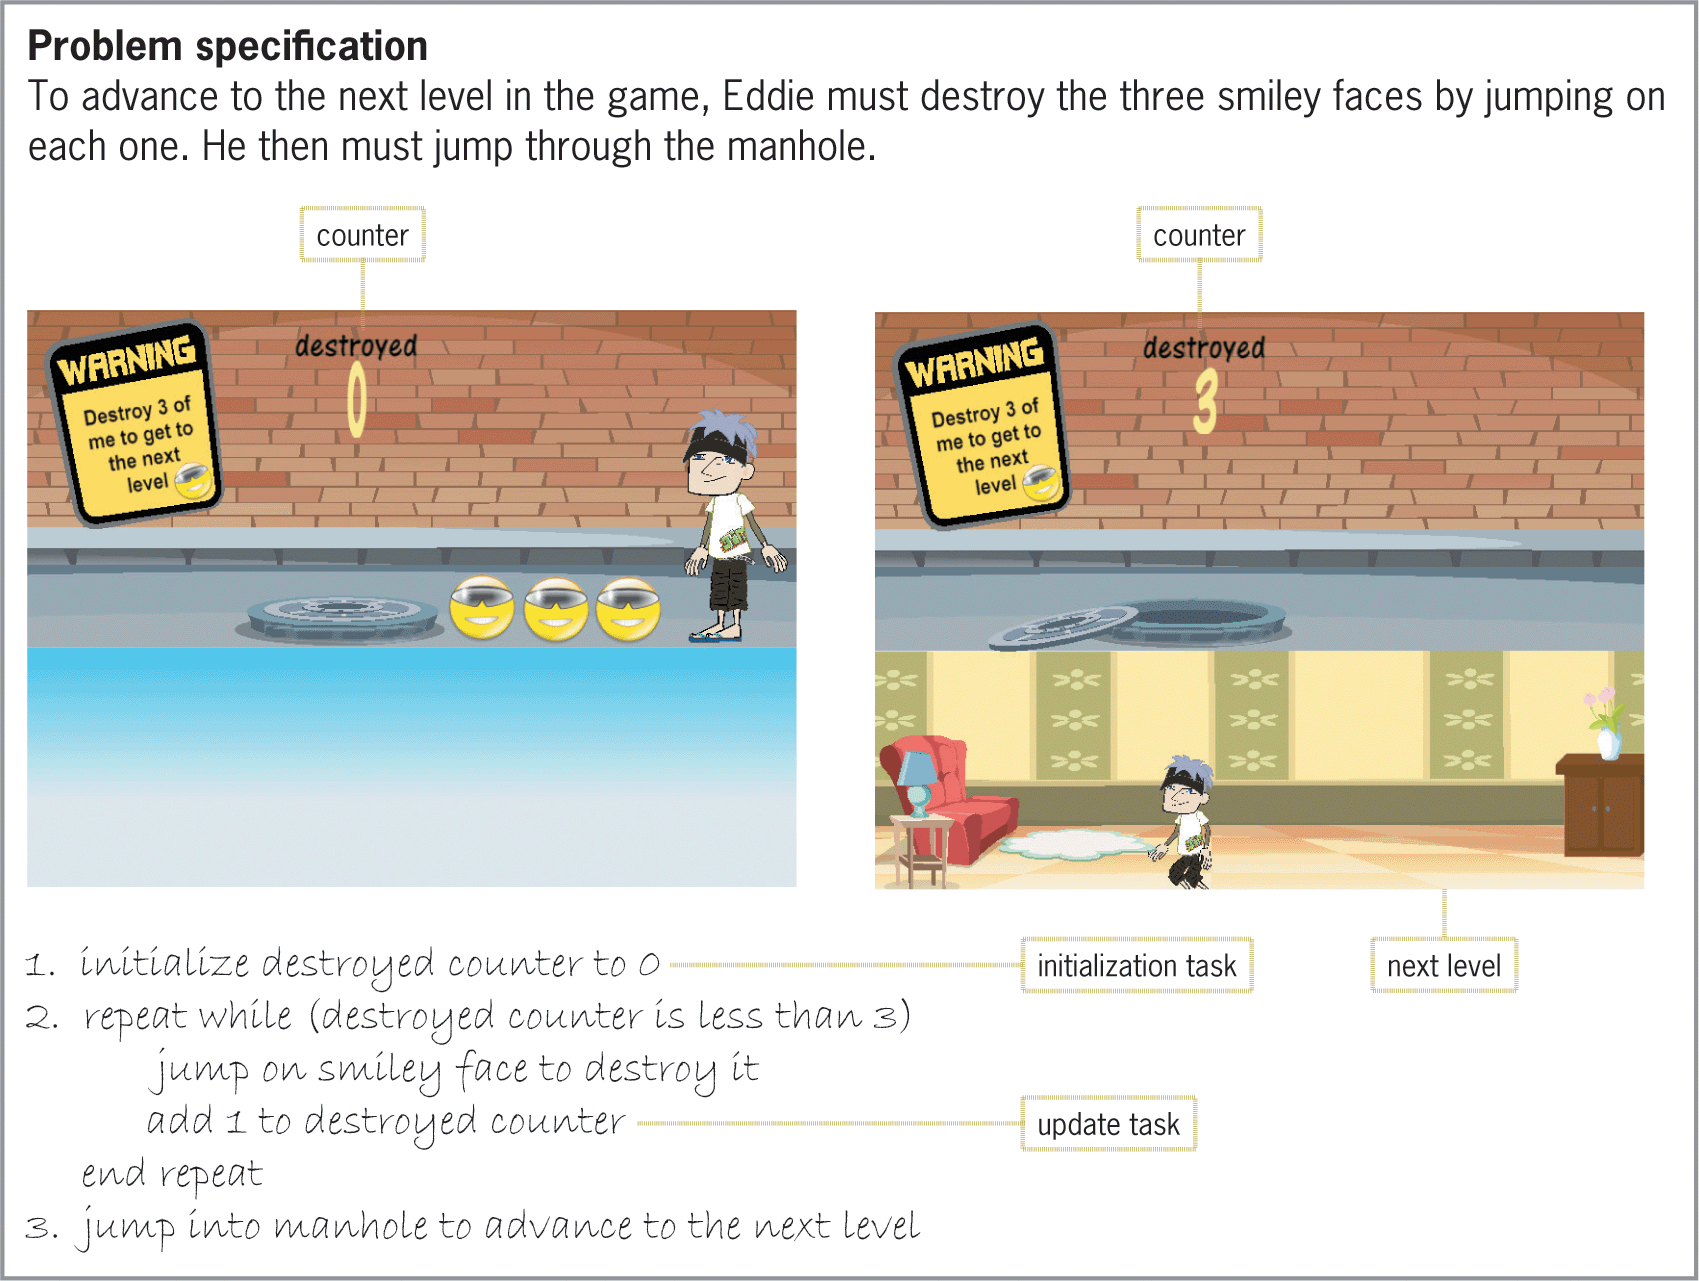 Problem specification
To advance to the next level in the game, Eddie must destroy the three smiley faces by jumping on
each one. He then must jump through the manhole.
counter
counter
WARNING
Destroy 3 of
me to get to
the next
level
destroyed
0
WARNING
Destroy 3 of
me to get to
the next
level
destroyed
3
1. initialize destroyed counter to 0
initialization task
next level
2. repeat while (destroyed counter is less than 3)
jump on smiley face to destroy it
add 1 to destroyed counter
update task
end repeat
3. jump into manhole to advance to the next level